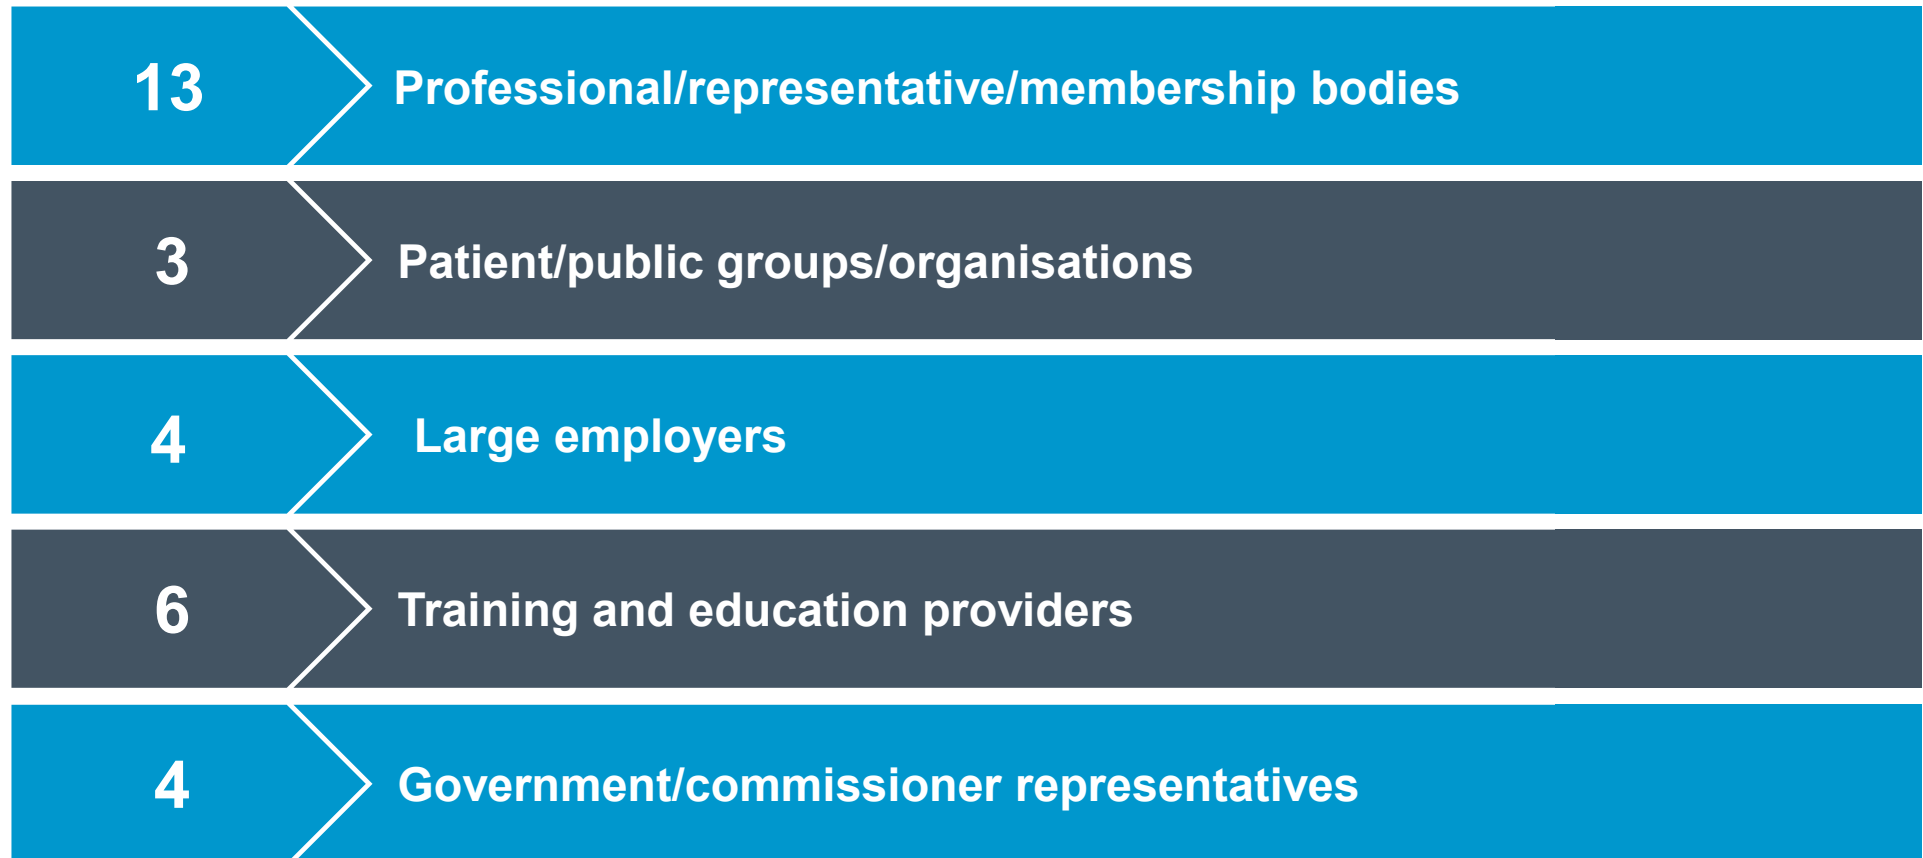 13 Professional/representative/membership bodies
3 Patient/public groups/organisations
4 Large employers
6 Training and education providers
4 Government/commissioner representatives